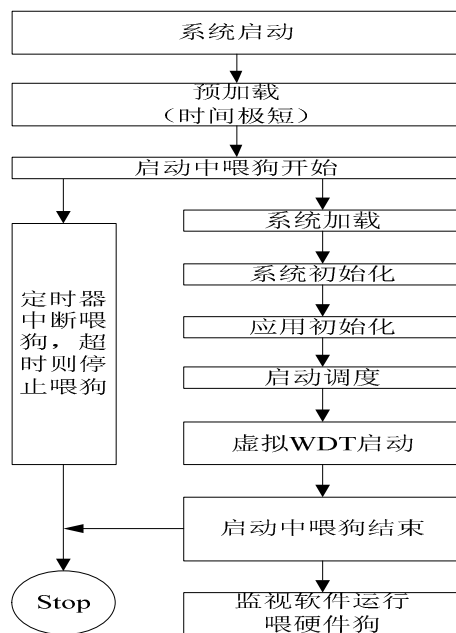 系统启动
预加载
（时间极短）
启动中喂狗开始
定时器
中断喂
狗，超
时则停
止喂狗
系统加载
系统初始化
应用初始化
启动调度
虚拟WDT启动
启动中喂狗结束
Stop
监视软件运行
喂硬件狗